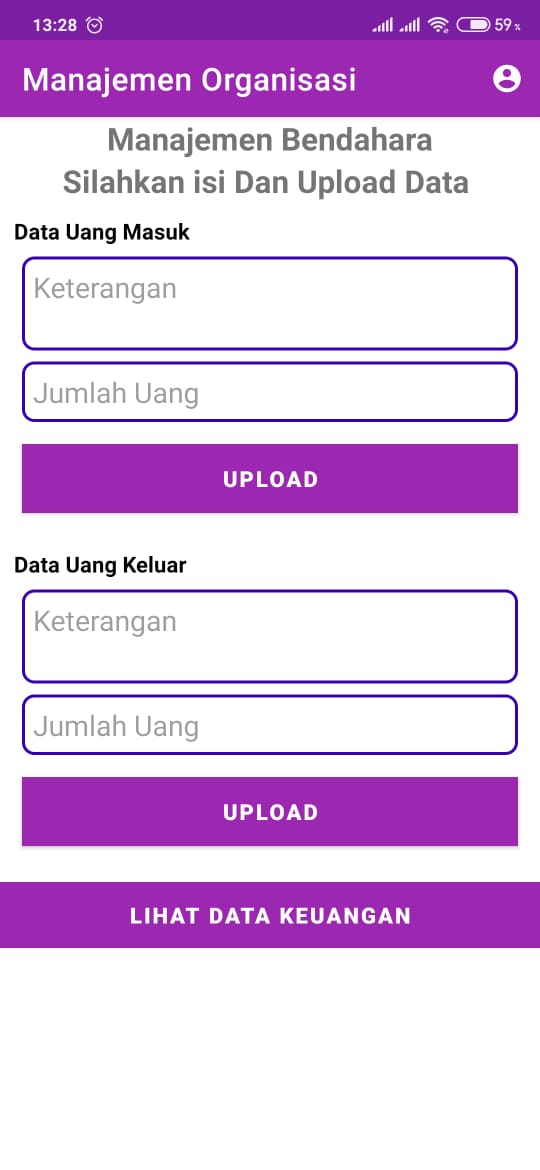 13:28
59%
Manajemen Organisasi
Manajemen Bendahara
Silahkan isi Dan Upload Data
Data Uang Masuk
Keterangan
Jumlah Uang
UPLOAD
Data Uang Keluar
Keterangan
Jumlah Uang
UPLOAD
LIHAT DATA KEUANGAN